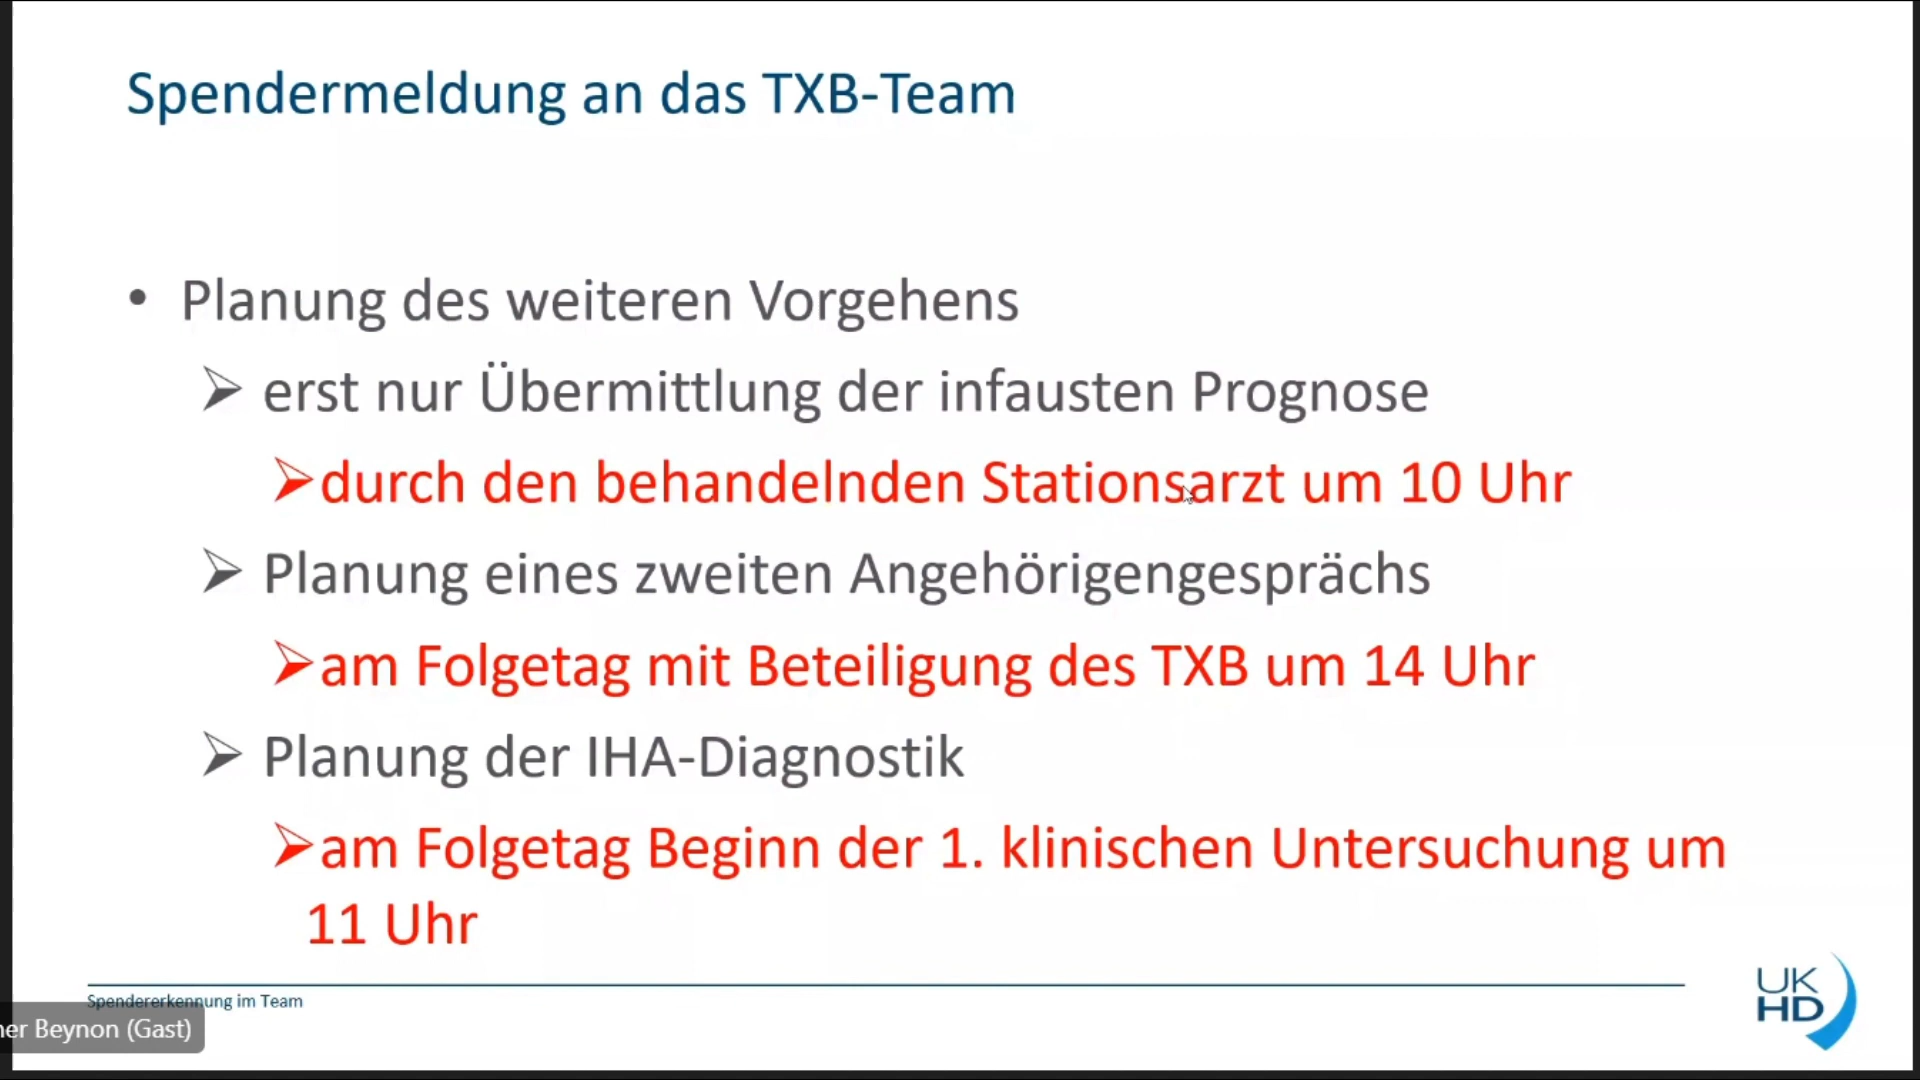 Spendermeldung an das TXB-Team
• Planung des weiteren Vorgehens
➢ erst nur Übermittlung der infausten Prognose
➢durch den behandelnden Stationsarzt um 10 Uhr
➢ Planung eines zweiten Angehörigengesprächs
➢am Folgetag mit Beteiligung des TXB um 14 Uhr
➢ Planung der IHA-Diagnostik
➢am Folgetag Beginn der 1. klinischen Untersuchung um
11 Uhr
Spendererkennung im Team
Beynon (Gast)
UK
HD